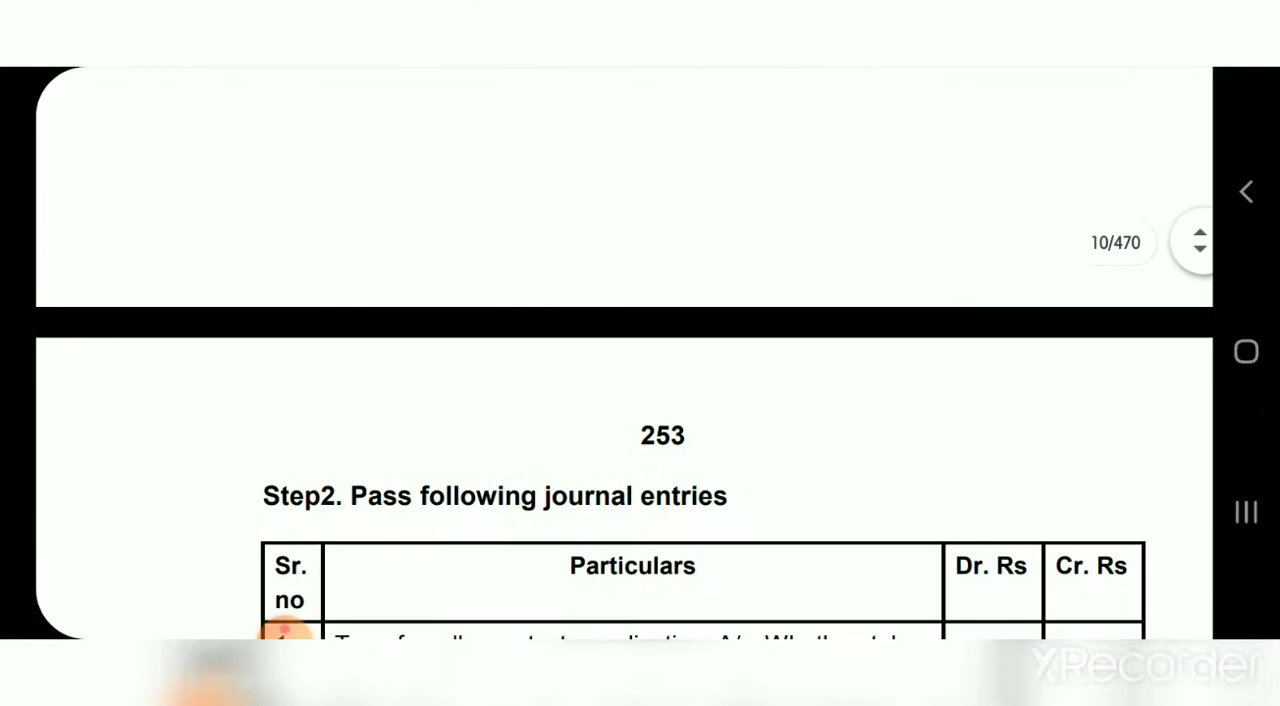 10/470
253
Step2. Pass following journal entries
Sr. no
Particulars
Dr. Rs
Cr. Rs
XRecorder